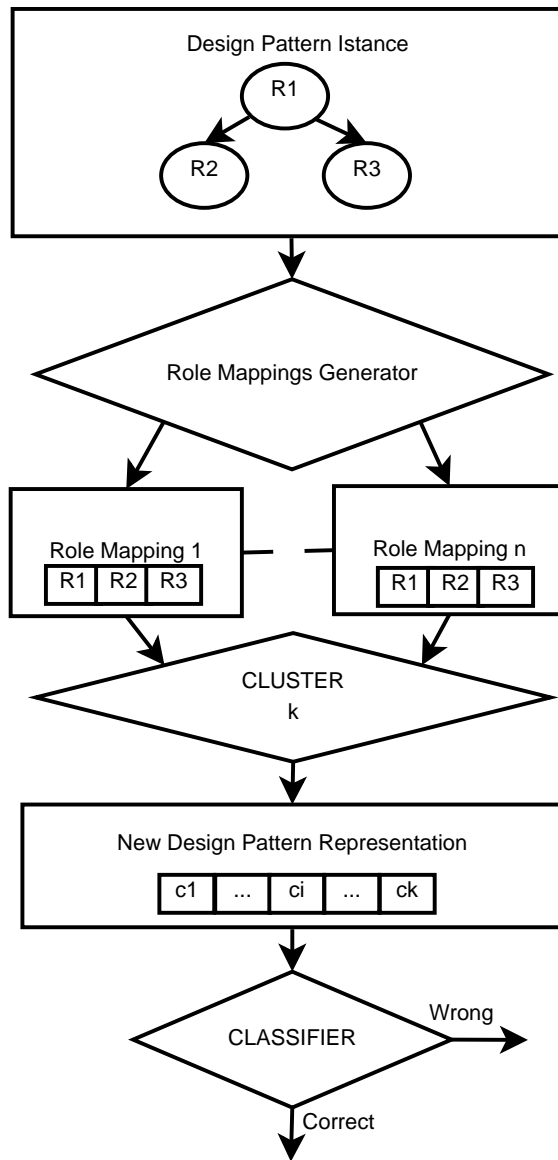 Design Pattern Istance
R1
R2 R3
Role Mappings Generator
Role Mapping 1
R1 R2 R3
Role Mapping n
R1 R2 R3
CLUSTER
k
New Design Pattern Representation
c1 ... ci ... ck
CLASSIFIER
Wrong
Correct